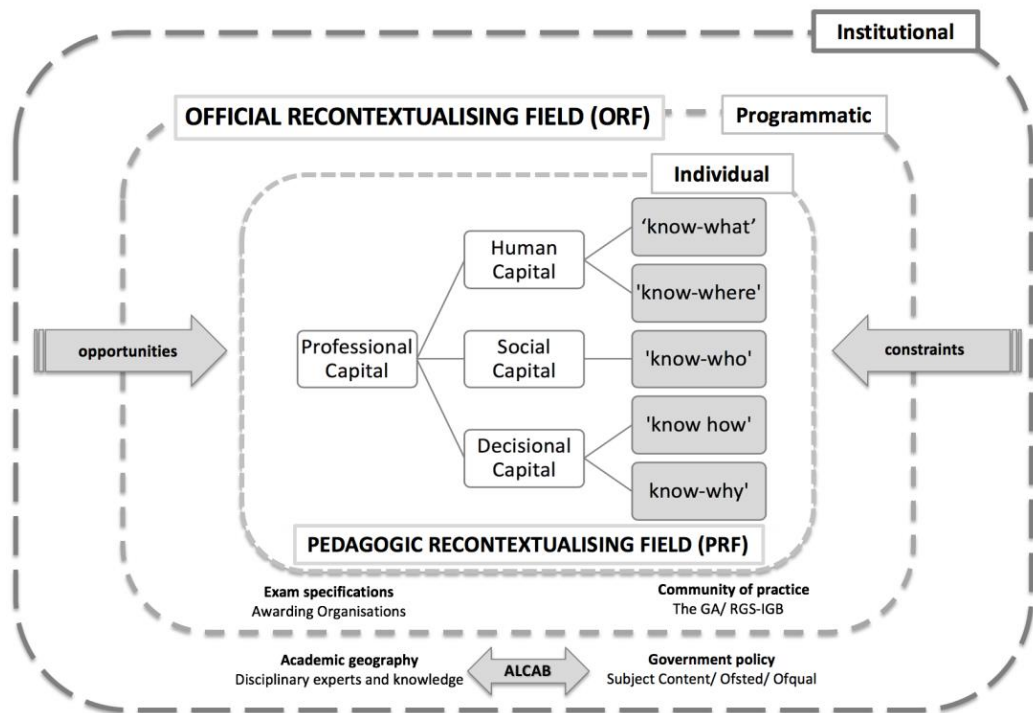 Institutional
OFFICIAL RECONTEXTUALISING FIELD (ORF)
Programmatic
Individual
Professional
Capital
Human
Capital
Social
Capital
Decisional
Capital
‘know-what’
'know-where'
'know-who'
'know how'
know-why'
opportunities
constraints
PEDAGOGIC RECONTEXTUALISING FIELD (PRF)
Exam specifications
Awarding Organisations
Community of practice
The GA/ RGS-IGB
Academic geography
Disciplinary experts and knowledge
ALCAB
Government policy
Subject Content/ Ofsted/ Ofqual